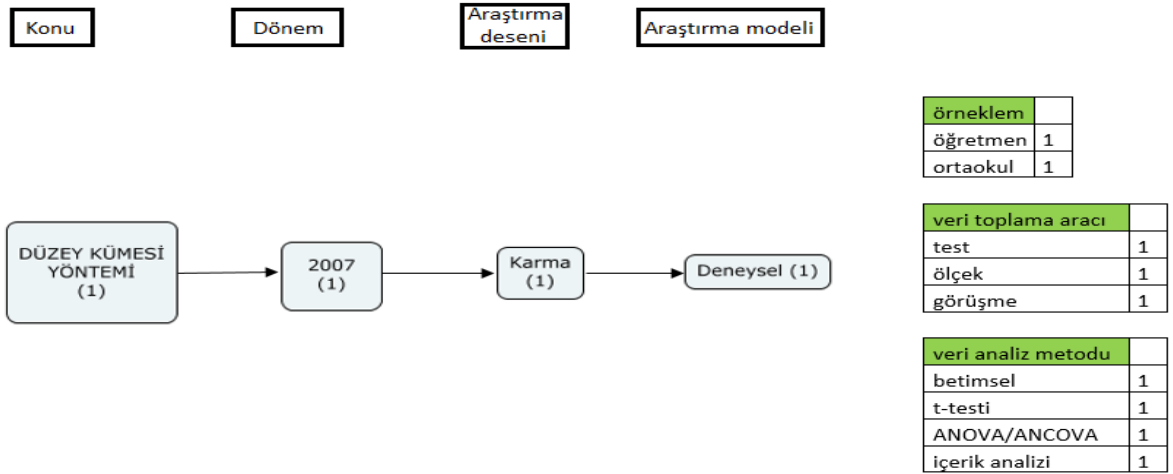 Konu
Dönem
Araştırma
deseni
Araştırma modeli
DÜZEY KÜMESİ
YÖNTEMİ
(1)
2007
(1)
Karma
(1)
Deneysel (1)
örneklem
öğretmen 1
ortaokul 1
veri toplama aracı
test 1
ölçek 1
görüşme 1
veri analiz metodu
betimsel 1
t-testi 1
ANOVA/ANCOVA 1
içerik analizi 1